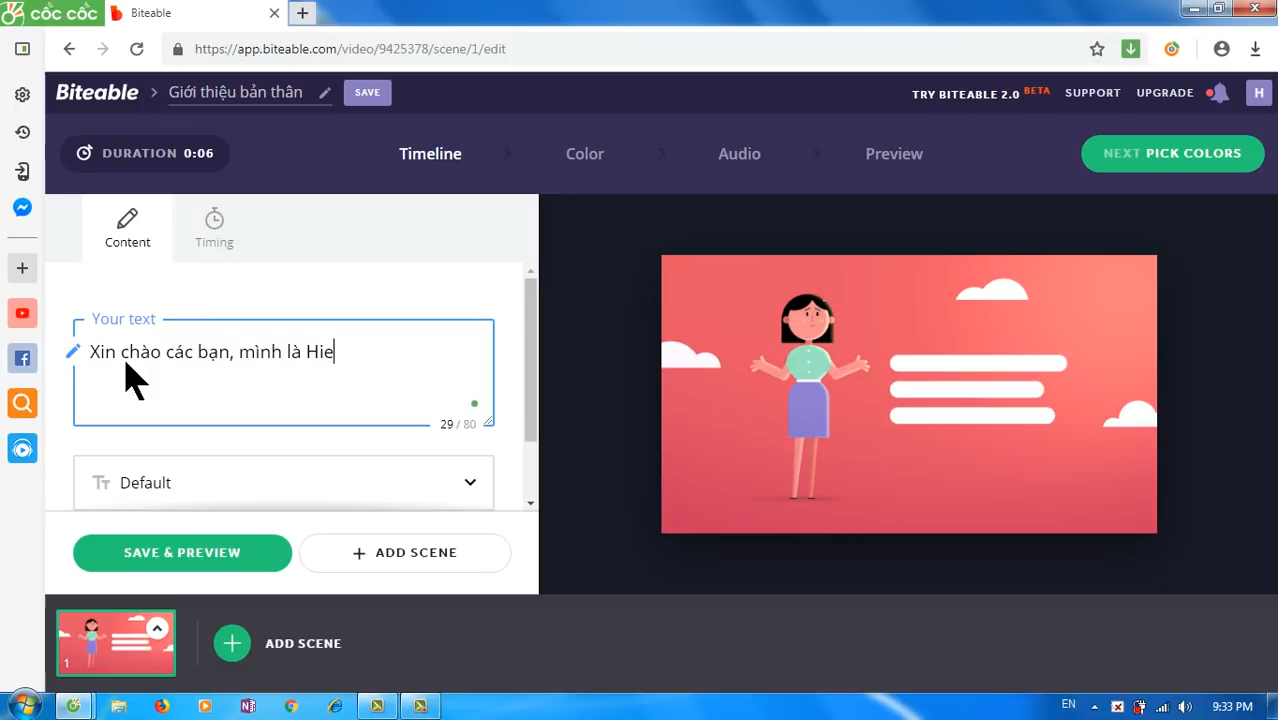 cốc cốc
Biteable
https://app.biteable.com/video/9425378/scene/1/edit
Biteable > Giới thiệu bản thân SAVE
TRY BITEABLE 2.0 BETA SUPPORT UPGRADE H
DURATION 0:06
Timeline Color Audio Preview
NEXT PICK COLORS
Content Timing
Your text
Xin chào các bạn, mình là Hie
29 / 80
Tт Default
SAVE & PREVIEW
+ ADD SCENE
1
+ ADD SCENE
EN 9:33 PM